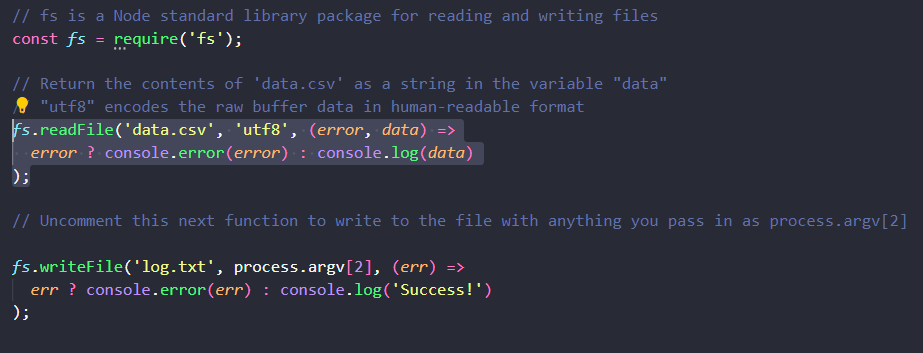 // fs is a Node standard library package for reading and writing files
const fs = require('fs');
// Return the contents of 'data.csv' as a string in the variable "data"
// "utf8" encodes the raw buffer data in human-readable format
fs.readFile('data.csv', 'utf8', (error, data) =>
error ? console.error(error) : console.log(data)
);
// Uncomment this next function to write to the file with anything you pass in as process.argv[2]
fs.writeFile('log.txt', process.argv[2], (err) =>
err ? console.error(err) : console.log('Success!')
);